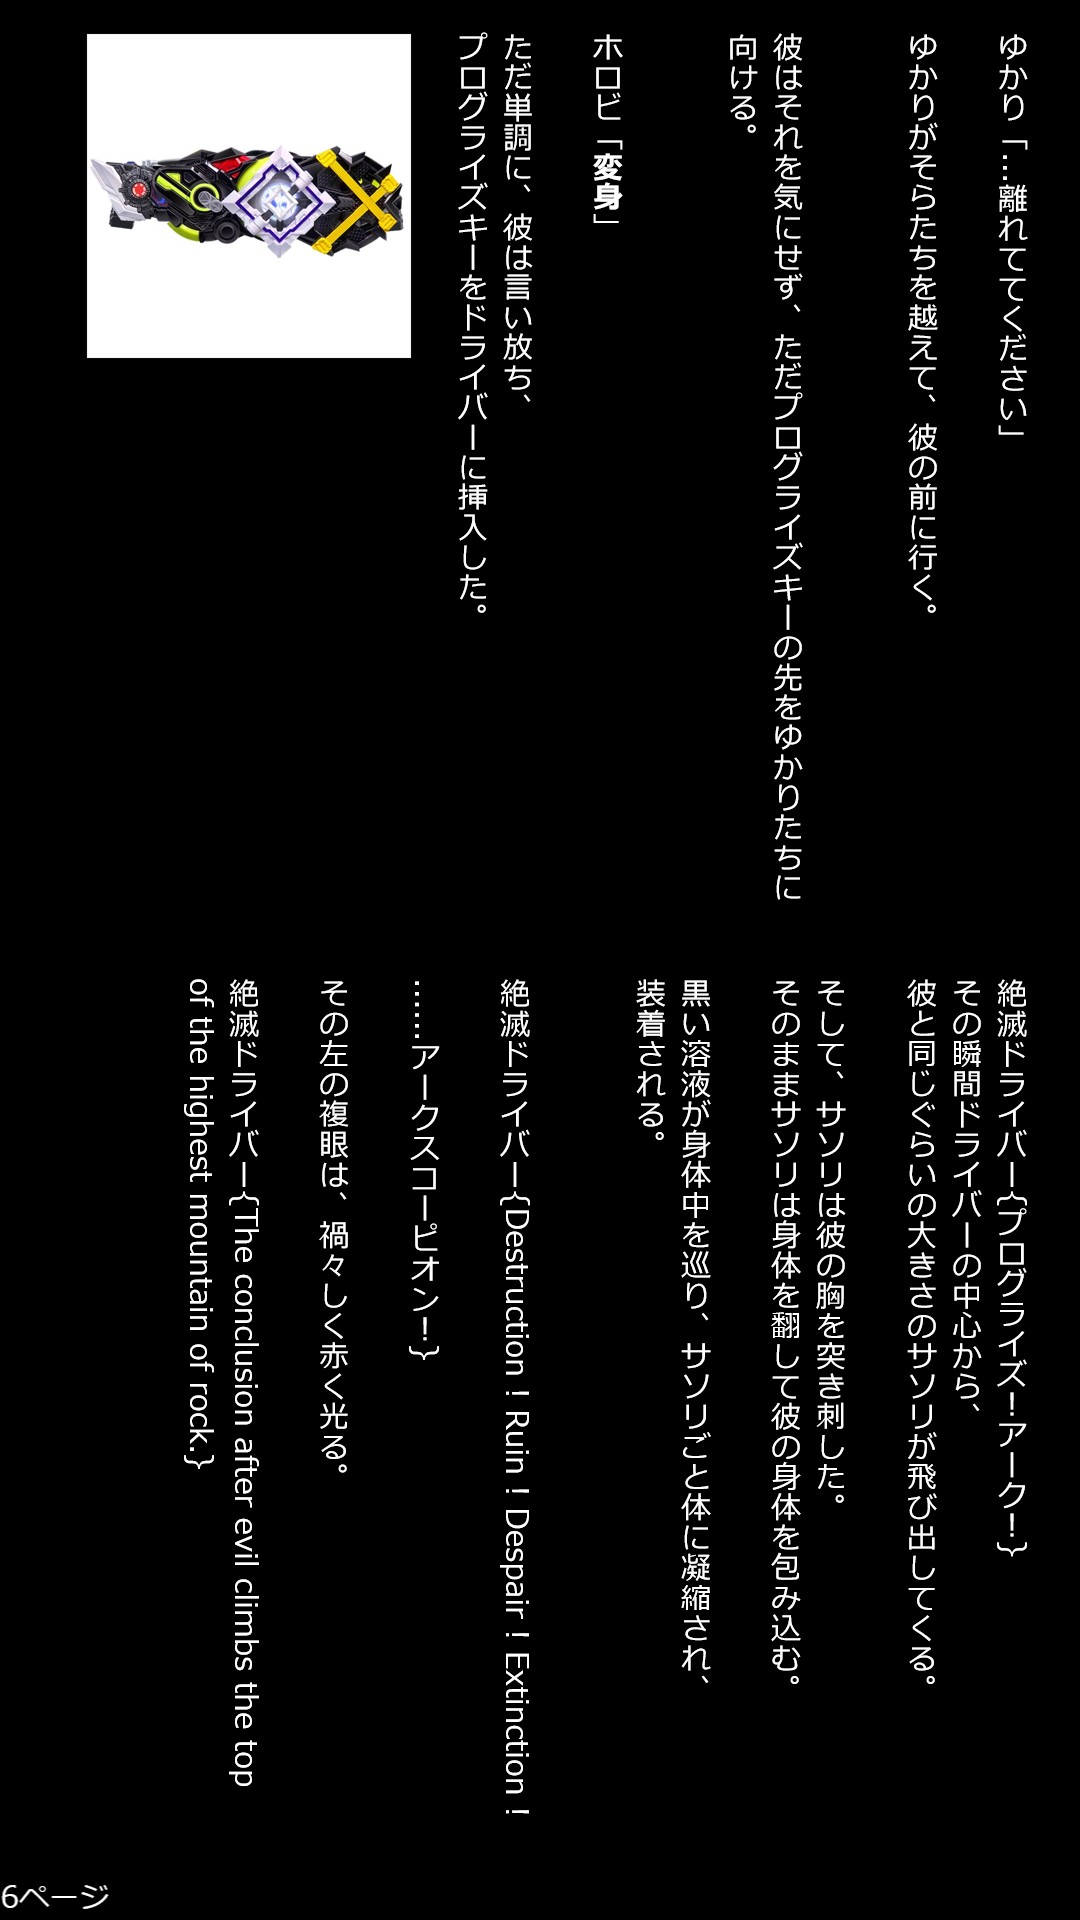 ゆかり「…離れててください」
ゆかりがそらたちを越えて、彼の前に行く。
彼はそれを気にせず、ただプログライズキーの先をゆかりたちに
向ける。
ホロビ「変身」
ただ単調に、彼は言い放ち、
プログライズキーをドライバーに挿入した。
絶滅ドライバー{プログライズ！アーク！}
その瞬間ドライバーの中心から、
彼と同じぐらいの大きさのサソリが飛び出してくる。
そして、サソリは彼の胸を突き刺した。
そのままサソリは身体を翻して彼の身体を包み込む。
黒い溶液が身体中を巡り、サソリごと体に凝縮され、
装着される。
絶滅ドライバー{Destruction！Ruin！Despair！Extinction！
……アークスコーピオン！}
その左の複眼は、禍々しく赤く光る。
絶滅ドライバー{The conclusion after evil climbs the top
of the highest mountain of rock.}
6ページ